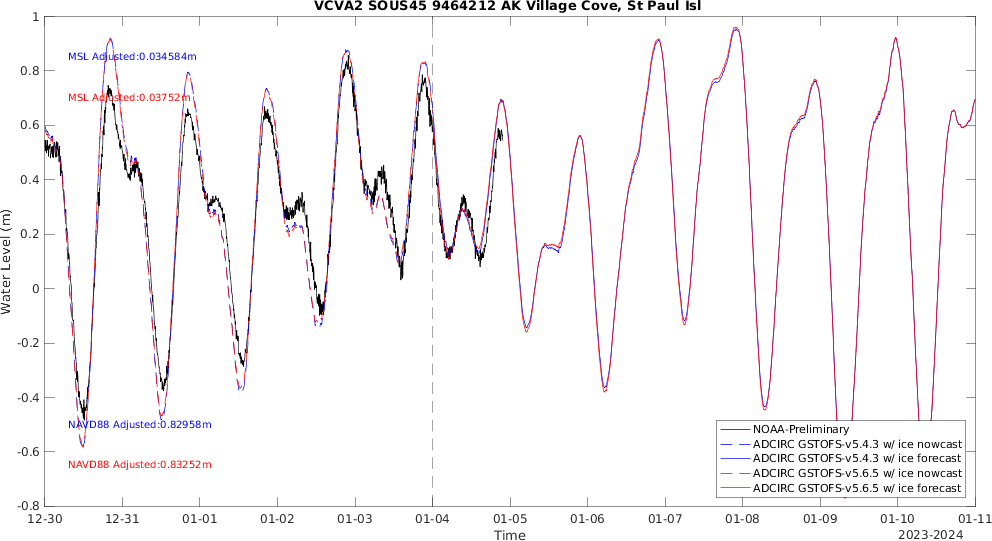 VCVA2 SOUS45 9464212 AK Village Cove, St Paul Isl
Water Level (m)
1
0.8
0.6
0.4
0.2
0
-0.2
-0.4
-0.6
-0.8
MSL Adjusted:0.034584m
MSL Adjusted:0.03752m
NAVD88 Adjusted:0.82958m
NAVD88 Adjusted:0.83252m
NOAA-Preliminary
ADCIRC GSTOFS-v5.4.3 w/ ice nowcast
ADCIRC GSTOFS-v5.4.3 w/ ice forecast
ADCIRC GSTOFS-v5.6.5 w/ ice nowcast
ADCIRC GSTOFS-v5.6.5 w/ ice forecast
12-30 12-31 01-01 01-02 01-03 01-04 01-05 01-06 01-07 01-08 01-09 01-10 01-11
Time
2023-2024